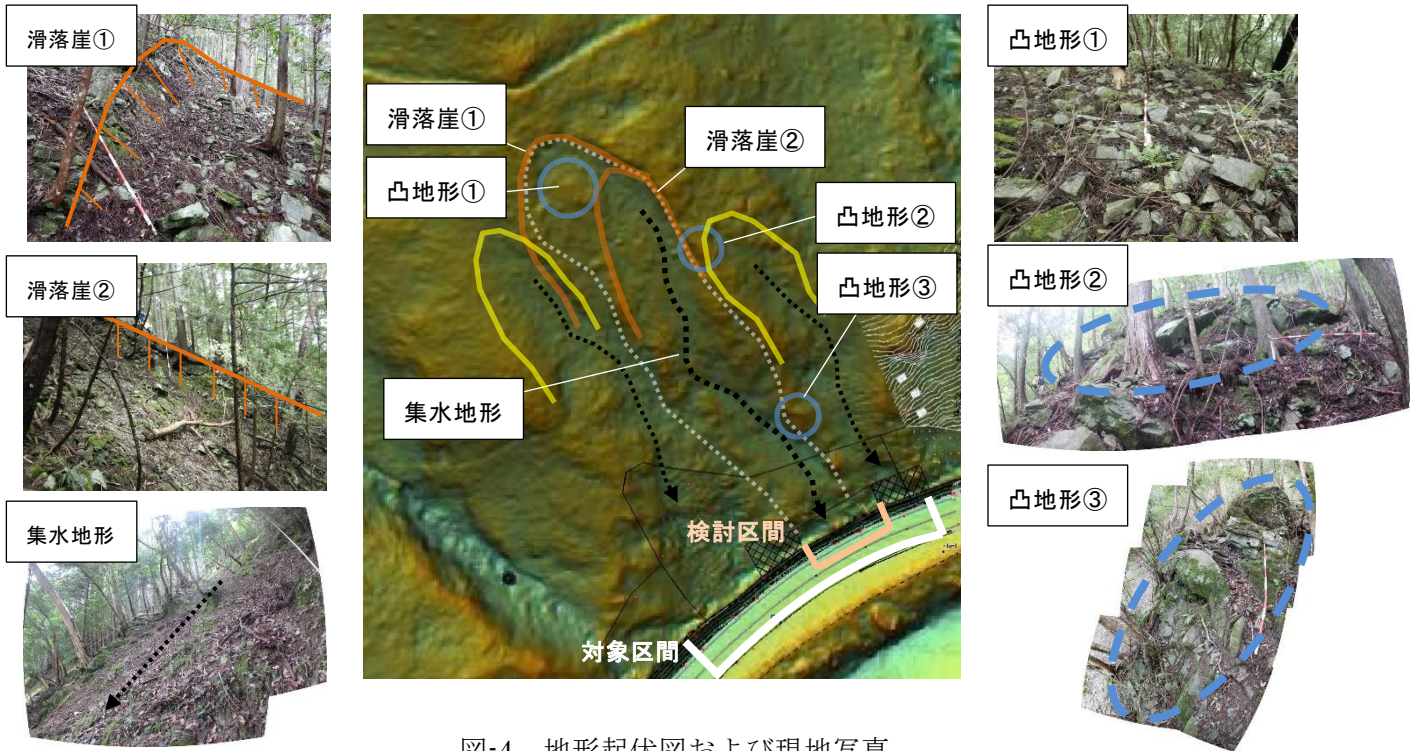 滑落崖①
滑落崖②
集水地形
滑落崖①
凸地形①
滑落崖②
凸地形②
凸地形③
集水地形
検討区間
対象区間
凸地形①
凸地形②
凸地形③
図-4 地形起伏図および現地写真